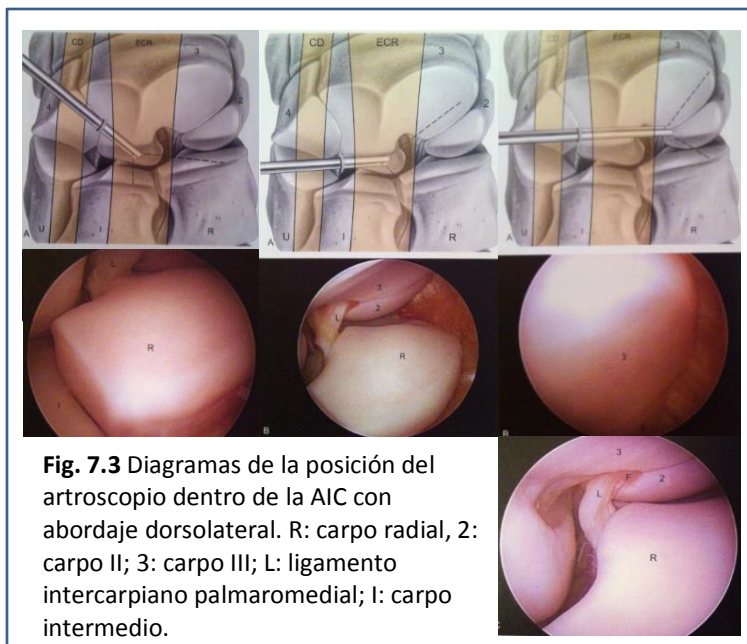 CD ECR 3
4 2
A U I R
ECR
CD 3
4 2
A U I R
CD ECR 3
4 2
A U I R
L
R
I
3
2
L
R
B
3
3
F
L 2
R
Fig. 7.3 Diagramas de la posición del
artroscopio dentro de la AIC con
abordaje dorsolateral. R: carpo radial, 2:
carpo II; 3: carpo III; L: ligamento
intercarpiano palmaromedial; I: carpo
intermedio.